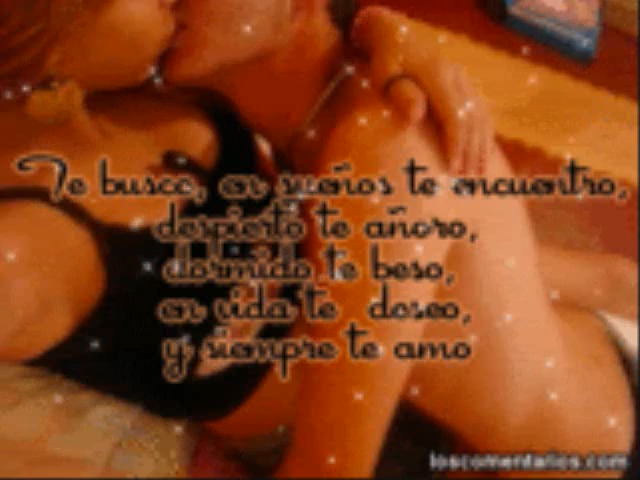 Te busco, en sueños te encuentro,
despierto te añoro,
dormido te beso,
en vida te deseo,
y siempre te amo
loscomentarios.com